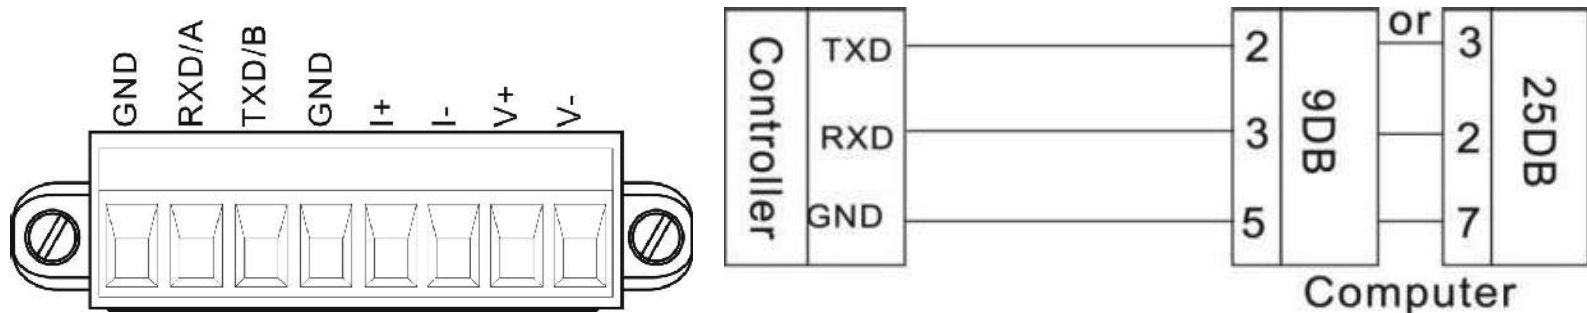 GND
RXD/A
TXD/B
GND
I+
I-
V+
V-
Controller
TXD
RXD
GND
2
3
5
9DB
or
3
2
7
25DB
Computer